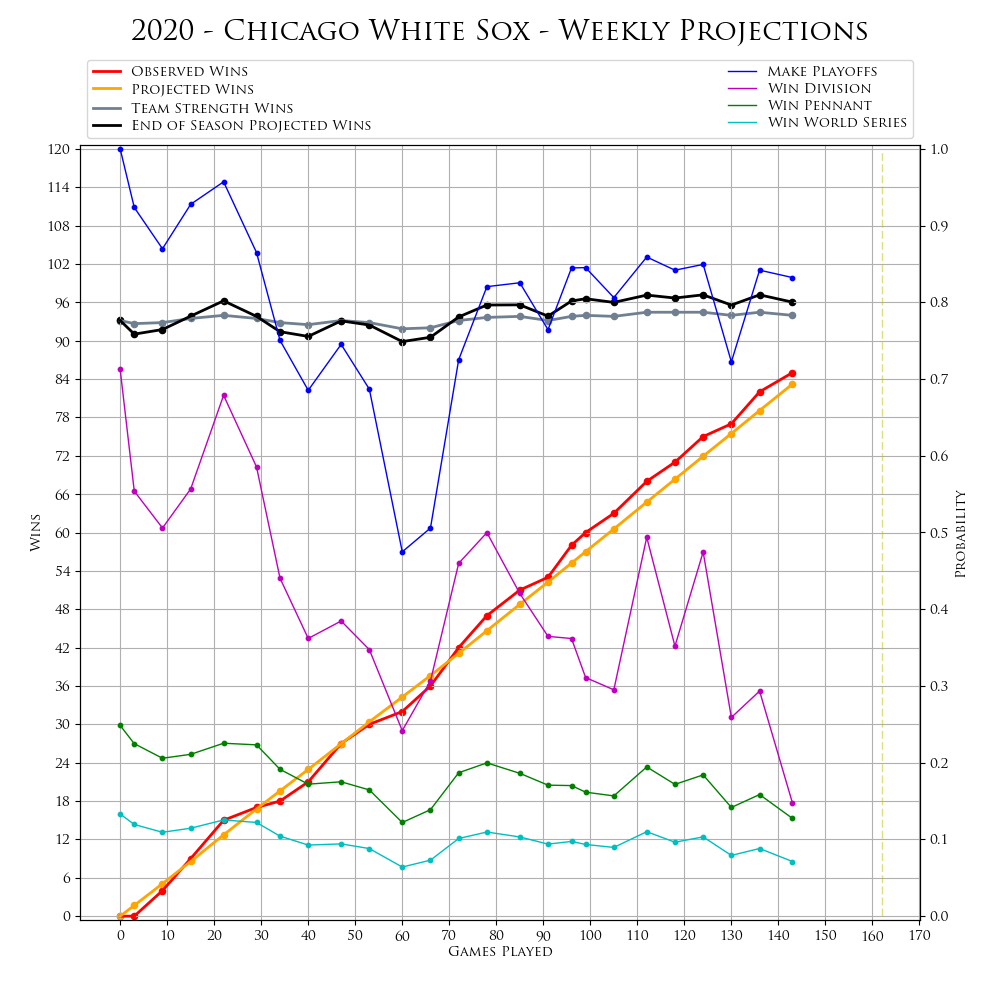 2020 - Chicago White Sox - Weekly Projections
Observed Wins
Projected Wins
Team Strength Wins
End of Season Projected Wins
Make Playoffs
Win Division
Win Pennant
Win World Series
120
114
108
102
96
90
84
78
72
66
60
54
48
42
36
30
24
18
12
6
0
Wins
1.0
0.9
0.8
0.7
0.6
0.5
0.4
0.3
0.2
0.1
0.0
Probability
0 10 20 30 40 50 60 70 80 90 100 110 120 130 140 150 160 170
Games Played